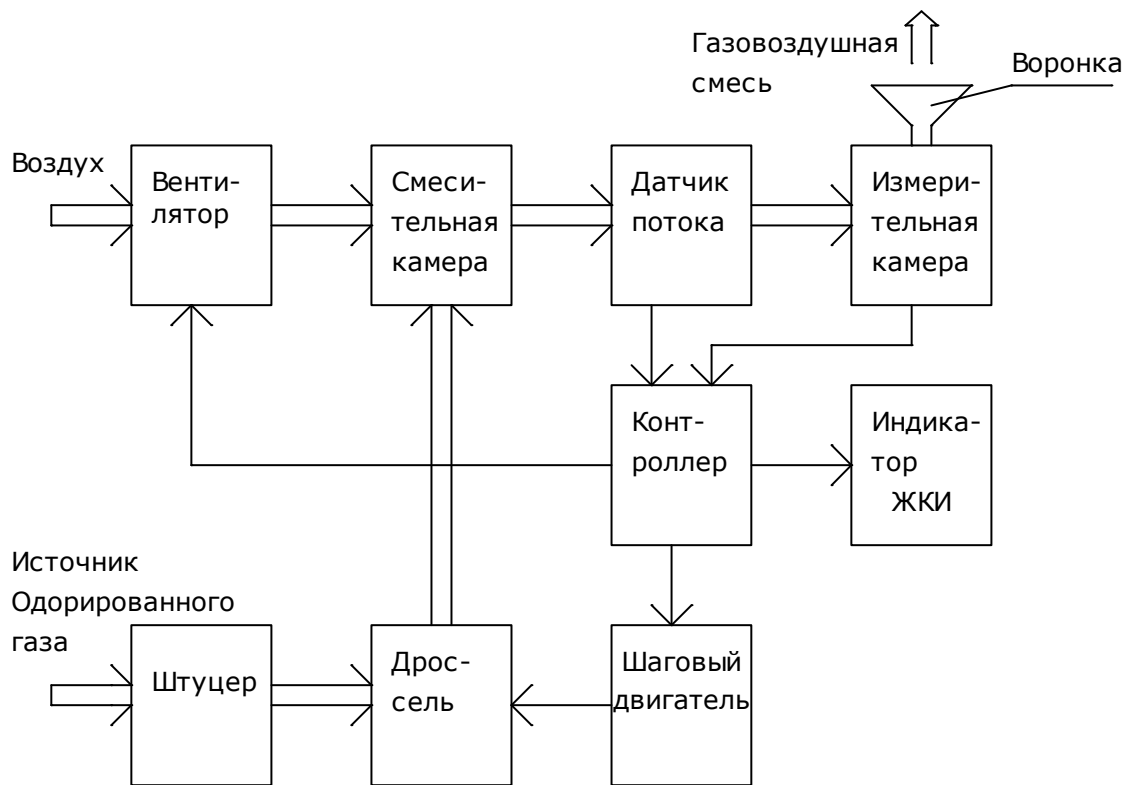 Газовоздушная
смесь
Воронка
Воздух
Венти-
лятор
Смеси-
тельная
камера
Датчик
потока
Измери-
тельная
камера
Конт-
роллер
Индика-
тор
ЖКИ
Источник
Одорированного
газа
Штуцер
Дрос-
сель
Шаговый
двигатель